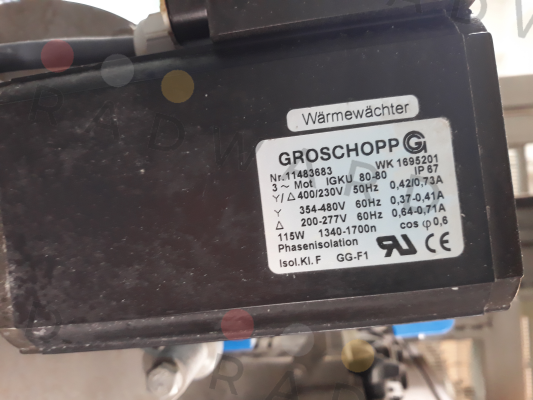 Wärmewächter
GROSCHOPP G
Nr. 11483683 WK 1695201
3 ~ Mot IGKU 80-80 IP 67
Y/Δ 400/230V 50Hz 0,42/0,73A
Y 354-480V 60Hz 0,37-0,41A
Δ 200-277V 60Hz 0,64-0,71A
115W 1340-1700n cos φ 0,6
Phasenisolation
Isol.Kl. F GG-F1 RU CE